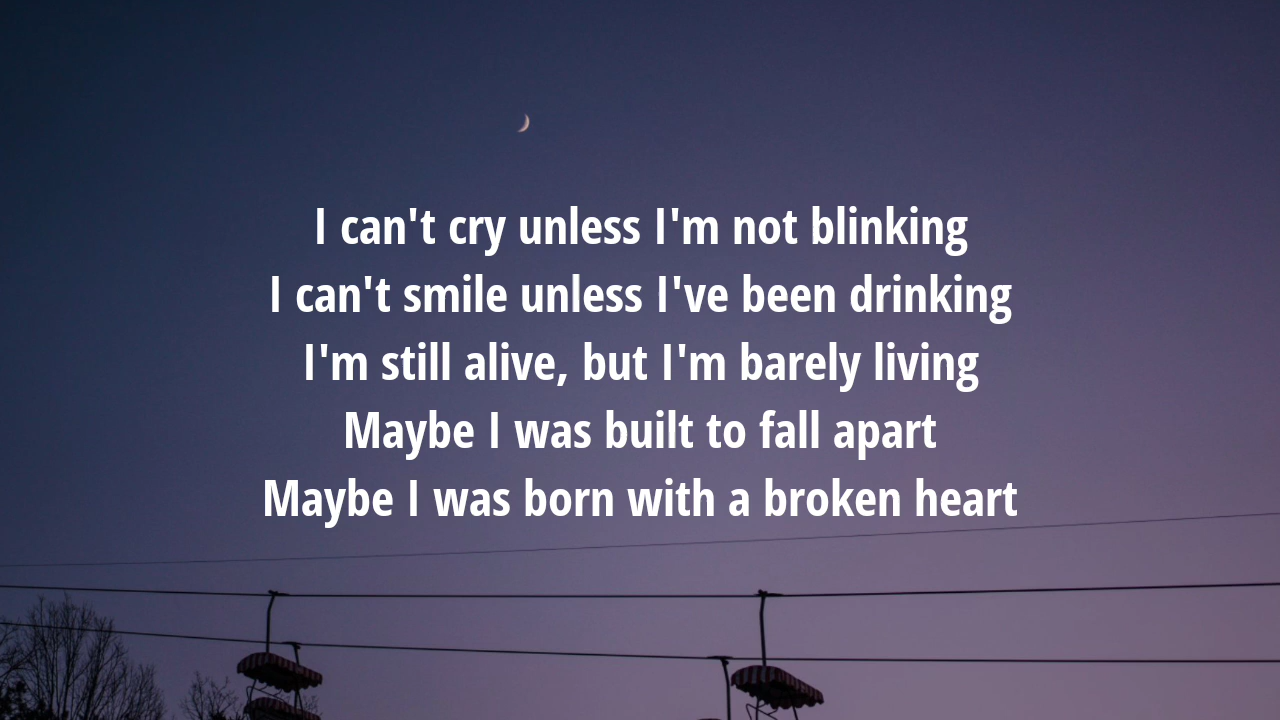 I can't cry unless I'm not blinking
I can't smile unless I've been drinking
I'm still alive, but I'm barely living
Maybe I was built to fall apart
Maybe I was born with a broken heart